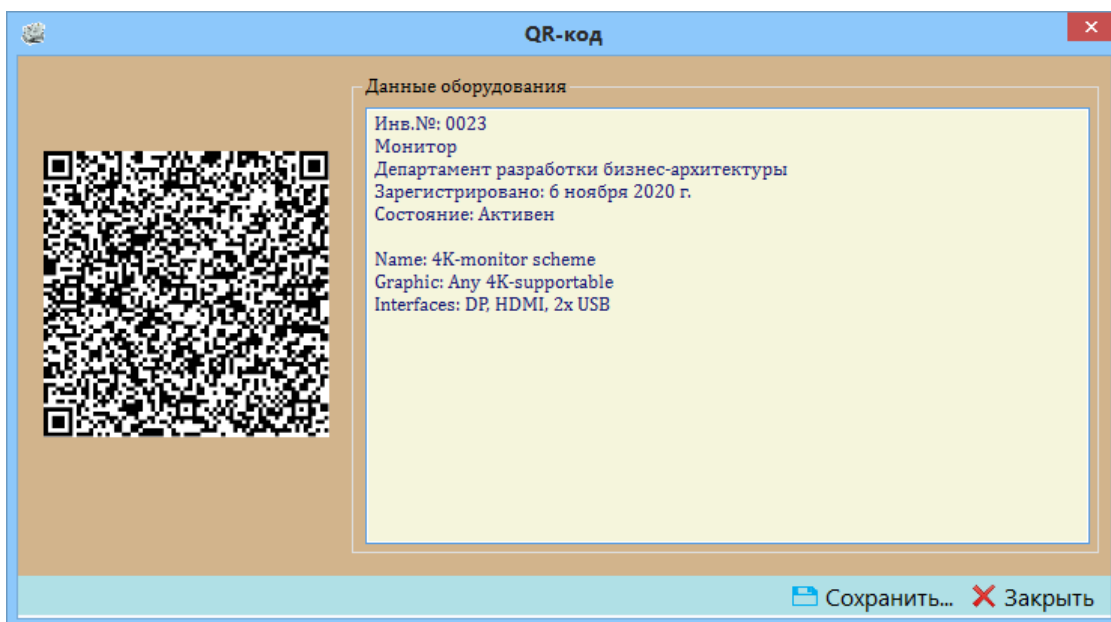 QR-код
Данные оборудования
Инв.№: 0023
Монитор
Департамент разработки бизнес-архитектуры
Зарегистрировано: 6 ноября 2020 г.
Состояние: Активен
Name: 4K-monitor scheme
Graphic: Any 4K-supportable
Interfaces: DP, HDMI, 2x USB
Сохранить... Закрыть